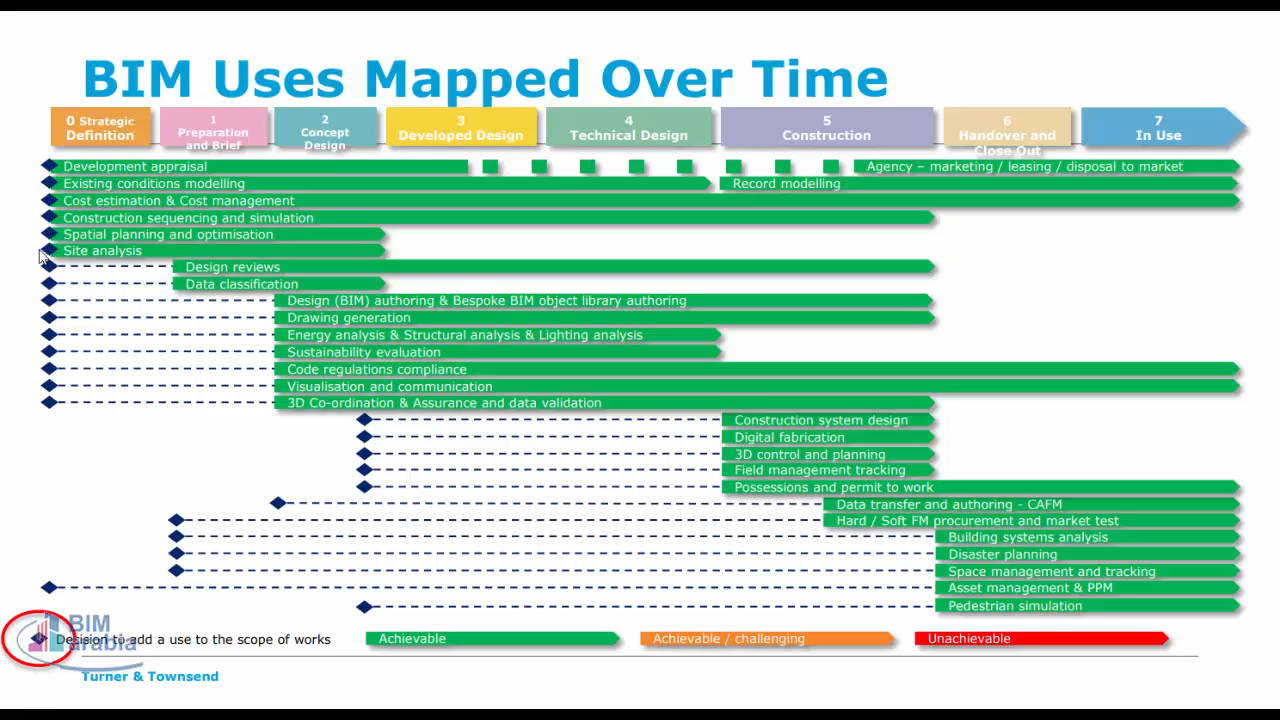 BIM Uses Mapped Over Time
0 Strategic
Definition
1
Preparation
and Brief
2
Concept
Design
3
Developed Design
4
Technical Design
5
Construction
6
Handover and
Close Out
7
In Use
Development appraisal
Agency – marketing / leasing / disposal to market
Existing conditions modelling
Record modelling
Cost estimation & Cost management
Construction sequencing and simulation
Spatial planning and optimisation
Site analysis
Design reviews
Data classification
Design (BIM) authoring & Bespoke BIM object library authoring
Drawing generation
Energy analysis & Structural analysis & Lighting analysis
Sustainability evaluation
Code regulations compliance
Visualisation and communication
3D Co-ordination & Assurance and data validation
Construction system design
Digital fabrication
3D control and planning
Field management tracking
Possessions and permit to work
Data transfer and authoring - CAFM
Hard / Soft FM procurement and market test
Building systems analysis
Disaster planning
Space management and tracking
Asset management & PPM
Pedestrian simulation
BIM
arabia
Decision to add a use to the scope of works
Achievable
Achievable / challenging
Unachievable
Turner & Townsend